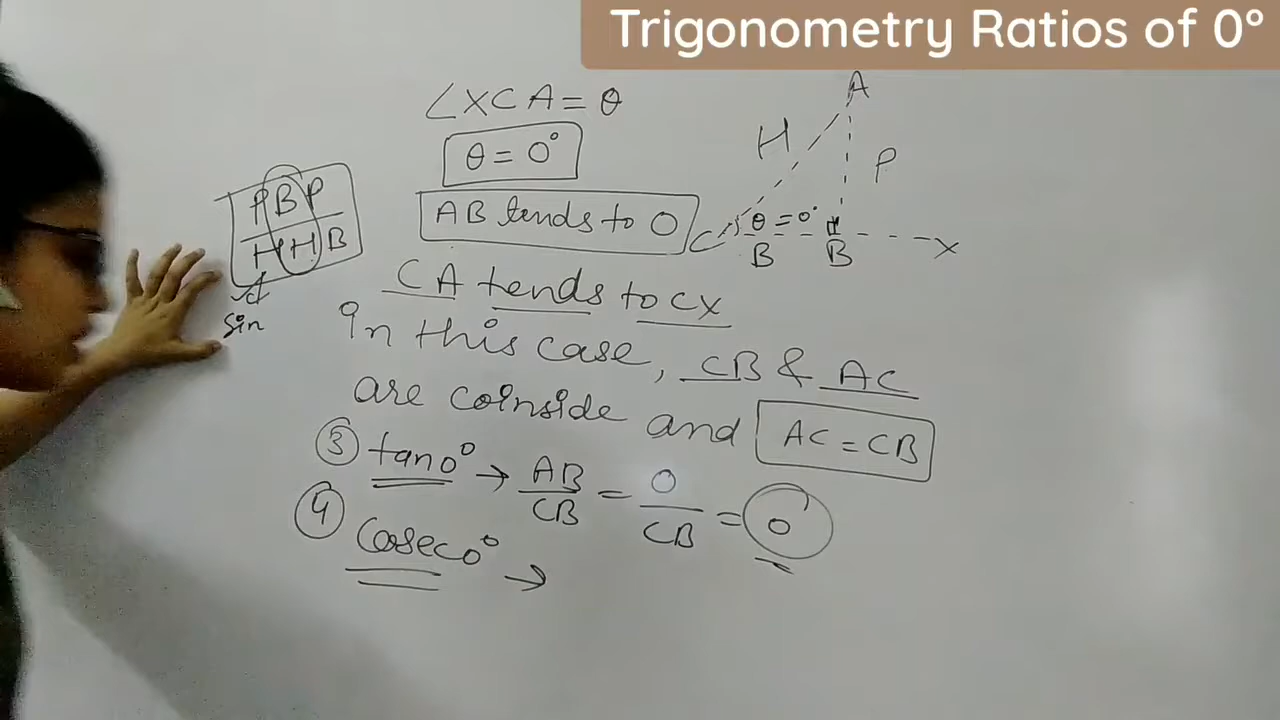 Trigonometry Ratios of 0°
∠XCA = θ
θ = 0°
AB tends to 0
CA tends to CX
in this case, CB & AC
are coinside and AC = CB
③ tan0° → AB/CB = 0/CB = 0
④ Cosec0° →
P B P
H H B
Sin
A
H
P
C θ = 0° X
B B